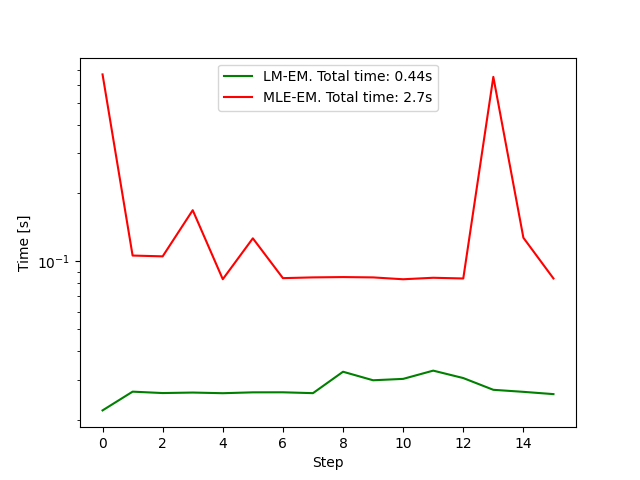 LM-EM. Total time: 0.44s
MLE-EM. Total time: 2.7s
Time [s]
10⁻¹
0 2 4 6 8 10 12 14
Step